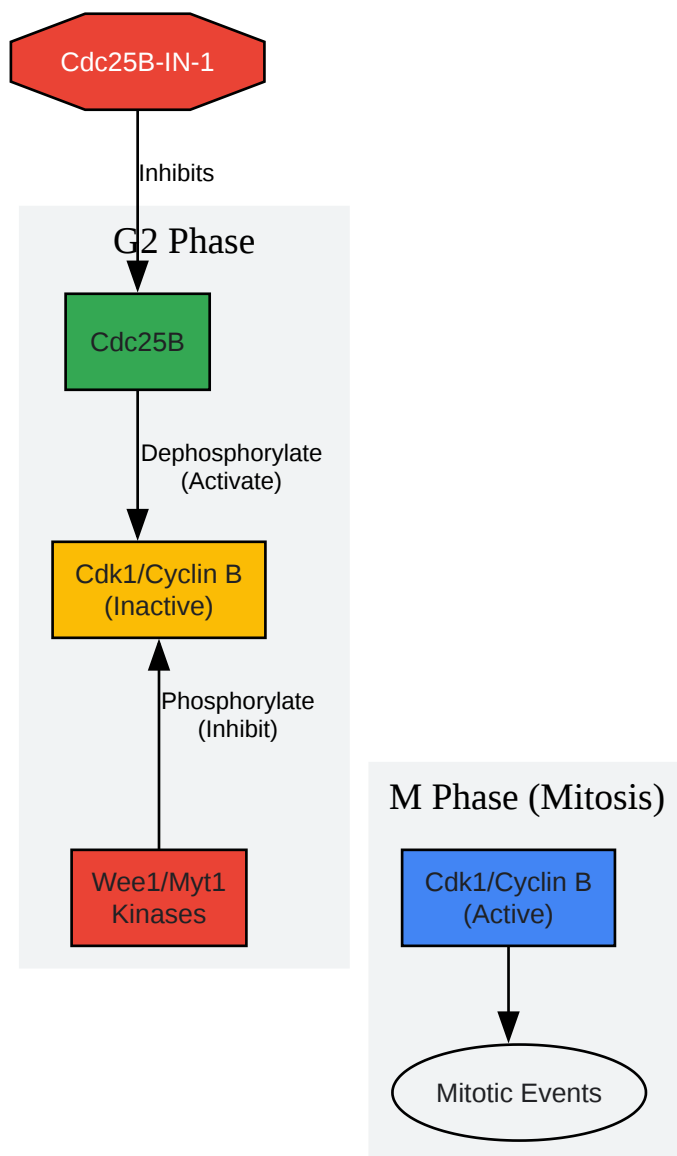 Cdc25B-IN-1
Inhibits
G2 Phase
Cdc25B
Dephosphorylate
(Activate)
Cdk1/Cyclin B
(Inactive)
Phosphorylate
(Inhibit)
Wee1/Myt1
Kinases
M Phase (Mitosis)
Cdk1/Cyclin B
(Active)
Mitotic Events